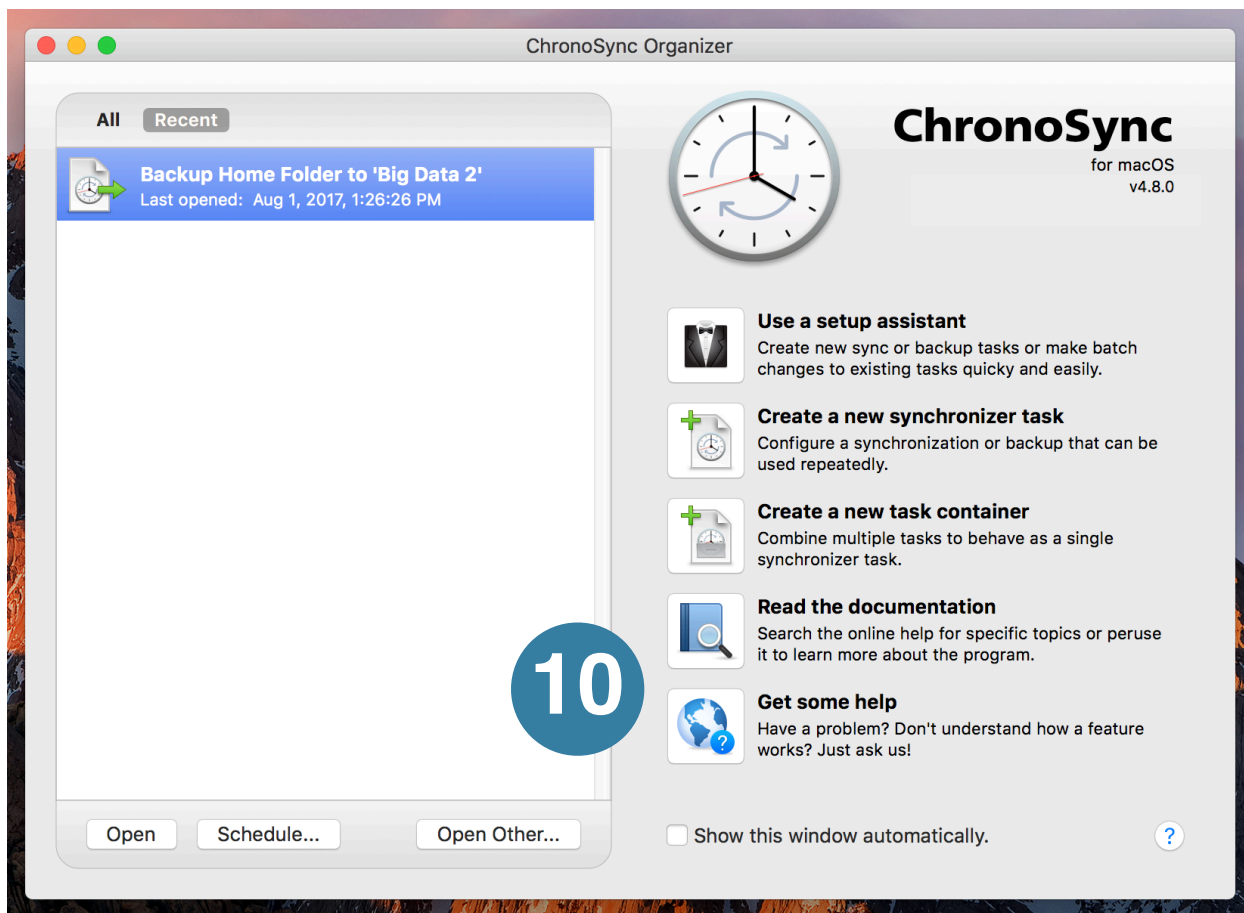 ChronoSync Organizer
All Recent
Backup Home Folder to 'Big Data 2'
Last opened: Aug 1, 2017, 1:26:26 PM
10
Open Schedule... Open Other...
ChronoSync
for macOS
v4.8.0
Use a setup assistant
Create new sync or backup tasks or make batch
changes to existing tasks quicky and easily.
Create a new synchronizer task
Configure a synchronization or backup that can be
used repeatedly.
Create a new task container
Combine multiple tasks to behave as a single
synchronizer task.
Read the documentation
Search the online help for specific topics or peruse
it to learn more about the program.
Get some help
Have a problem? Don't understand how a feature
works? Just ask us!
?
Show this window automatically.
?